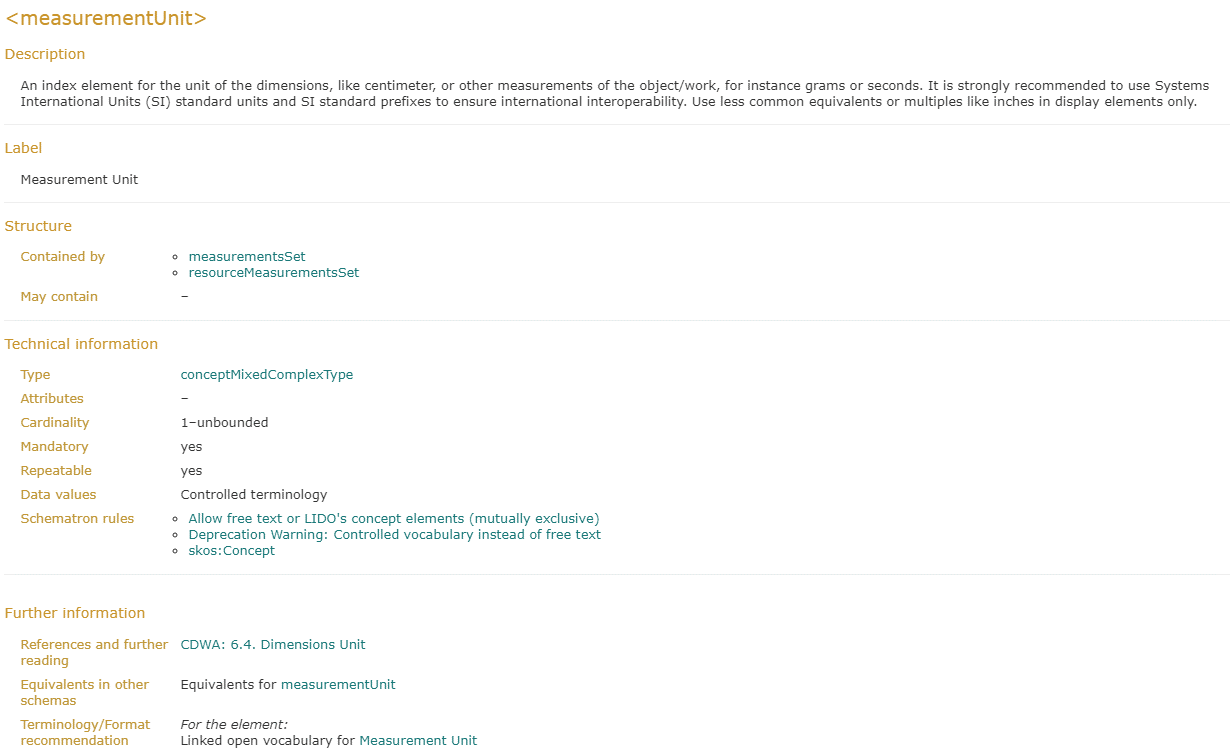 <measurementUnit>
Description
An index element for the unit of the dimensions, like centimeter, or other measurements of the object/work, for instance grams or seconds. It is strongly recommended to use Systems
International Units (SI) standard units and SI standard prefixes to ensure international interoperability. Use less common equivalents or multiples like inches in display elements only.
Label
Measurement Unit
Structure
Contained by
measurementsSet
resourceMeasurementsSet
May contain –
Technical information
Type conceptMixedComplexType
Attributes –
Cardinality 1–unbounded
Mandatory yes
Repeatable yes
Data values Controlled terminology
Schematron rules
Allow free text or LIDO's concept elements (mutually exclusive)
Deprecation Warning: Controlled vocabulary instead of free text
skos:Concept
Further information
References and further CDWA: 6.4. Dimensions Unit
reading
Equivalents in other Equivalents for measurementUnit
schemas
Terminology/Format For the element:
recommendation Linked open vocabulary for Measurement Unit